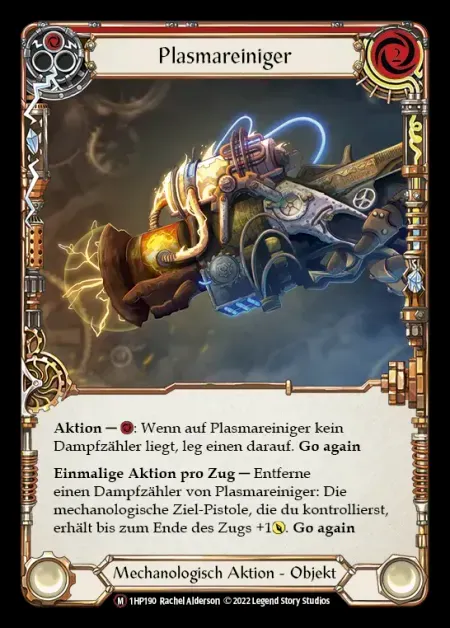 2
Plasmareiniger
Aktion — : Wenn auf Plasmareiniger kein
Dampfzähler liegt, leg einen darauf. Go again
Einmalige Aktion pro Zug — Entferne
einen Dampfzähler von Plasmareiniger: Die
mechanologische Ziel-Pistole, die du kontrollierst,
erhält bis zum Ende des Zugs +1. Go again
Mechanologisch Aktion - Objekt
M 1HP190 Rachel Alderson © 2022 Legend Story Studios